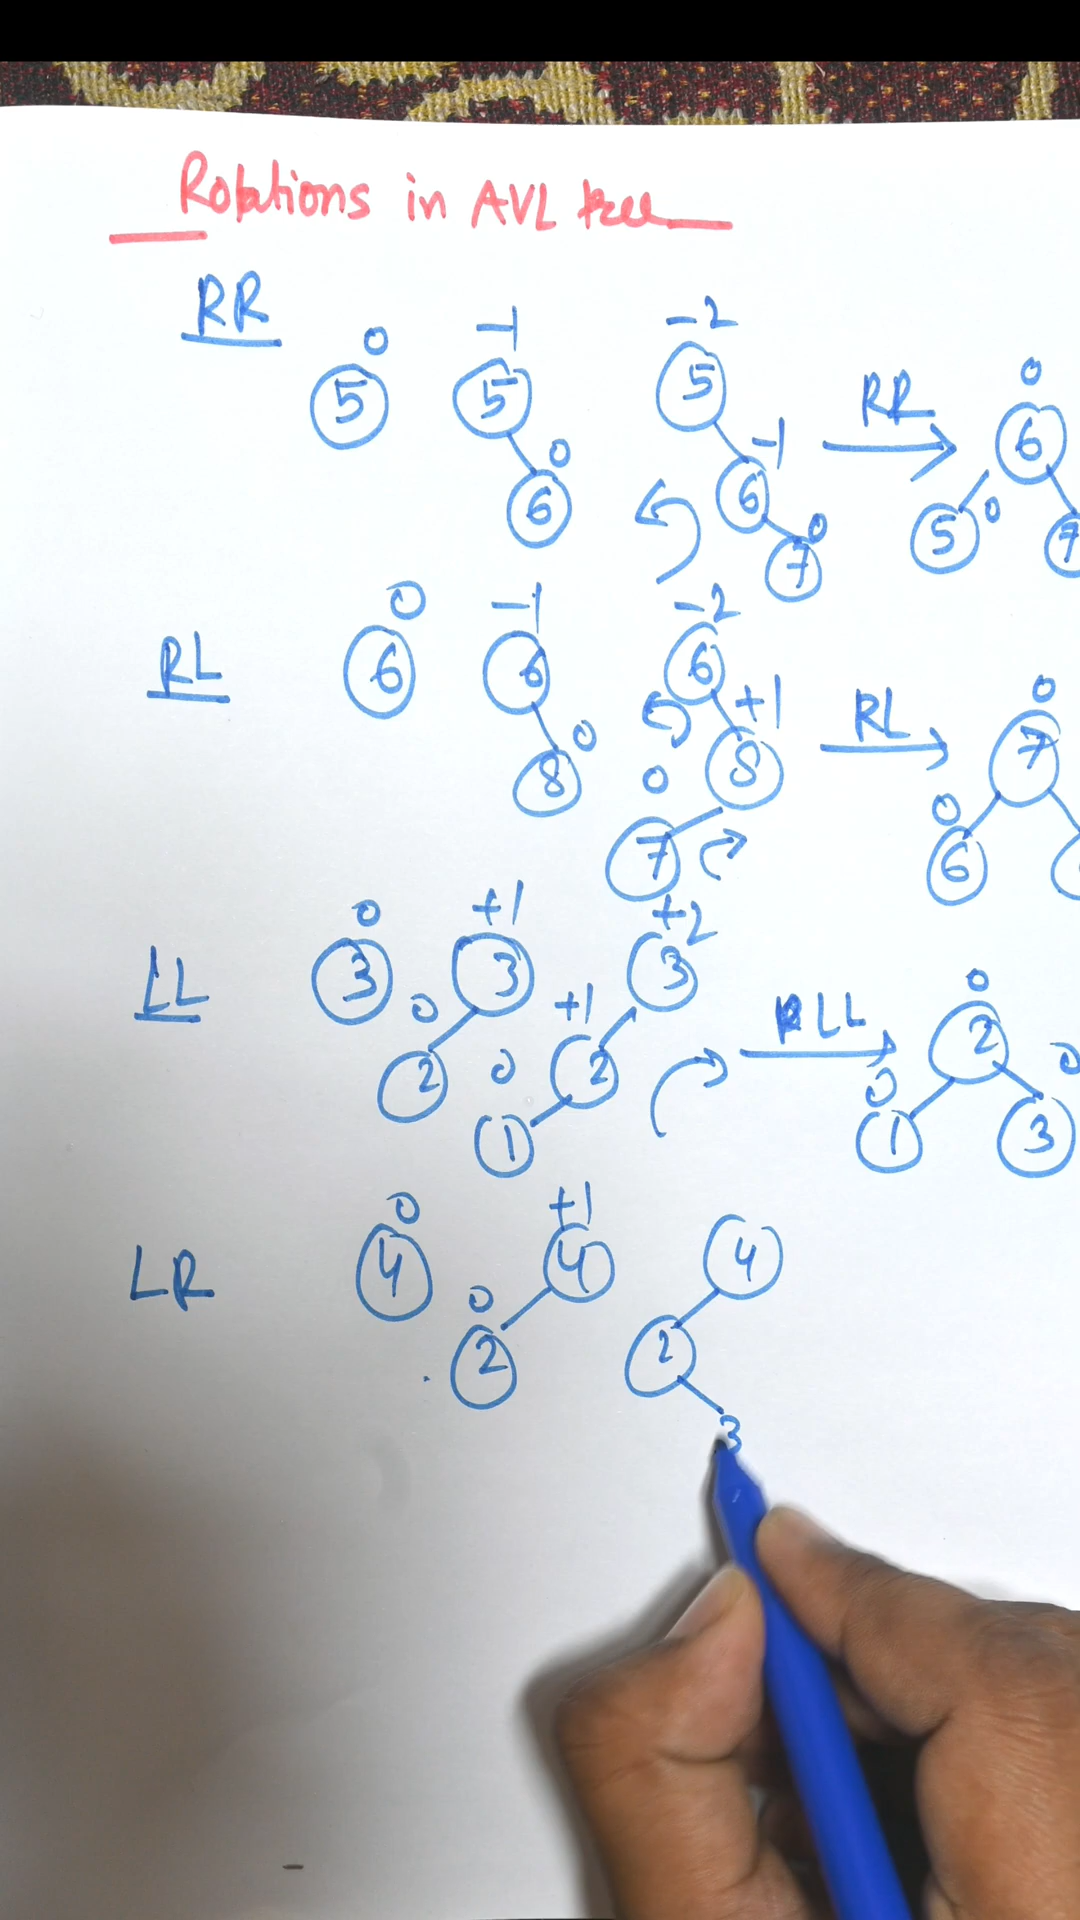 Rotations in AVL tree
RR
0 -1 -2 0
5 5 5 RR 6
0 -1 0
6 6 5 7
0
7
RL
0 -1 -2 0
6 6 6 RL 7
0 +1 0
8 8 6
0
7
LL
0 +1 +2 0
3 3 3 LL 2
0 +1 0 0
2 2 1 3
0
1
LR
0 +1
4 4 4
0
2 2
3